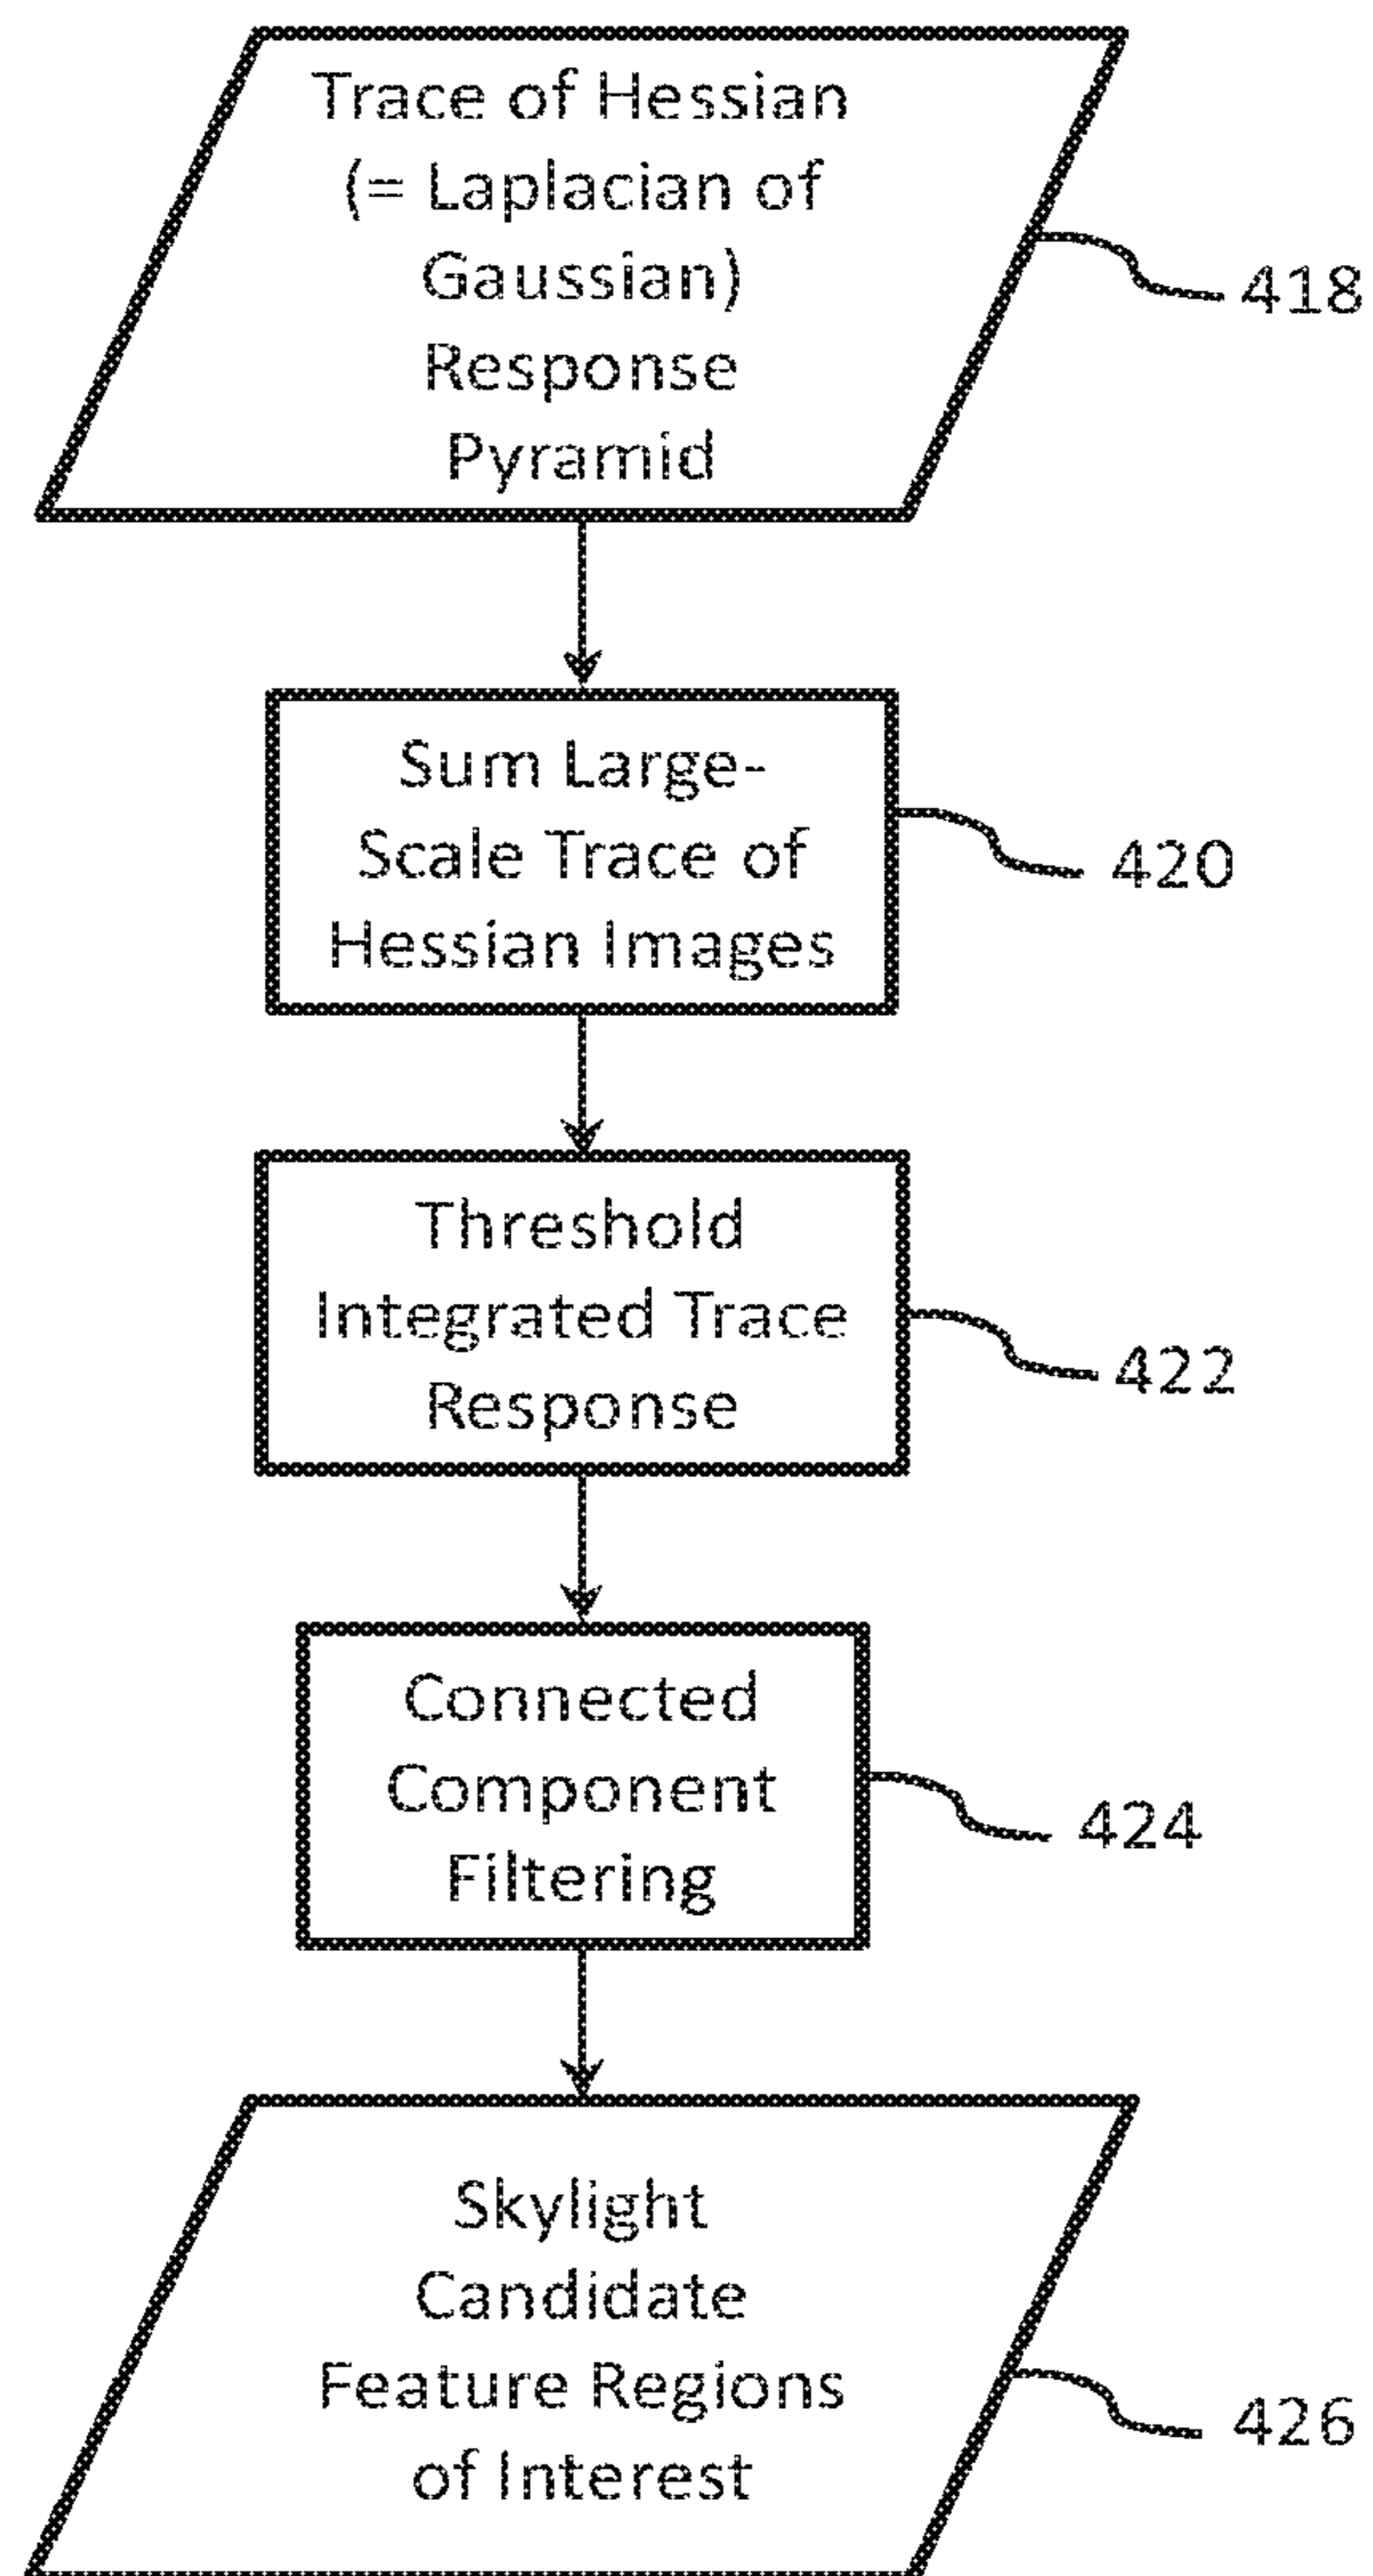 Trace of Hessian
(= Laplacian of
Gaussian)
Response
Pyramid
418
Sum Large-
Scale Trace of
Hessian Images
420
Threshold
Integrated Trace
Response
422
Connected
Component
Filtering
424
Skylight
Candidate
Feature Regions
of Interest
426